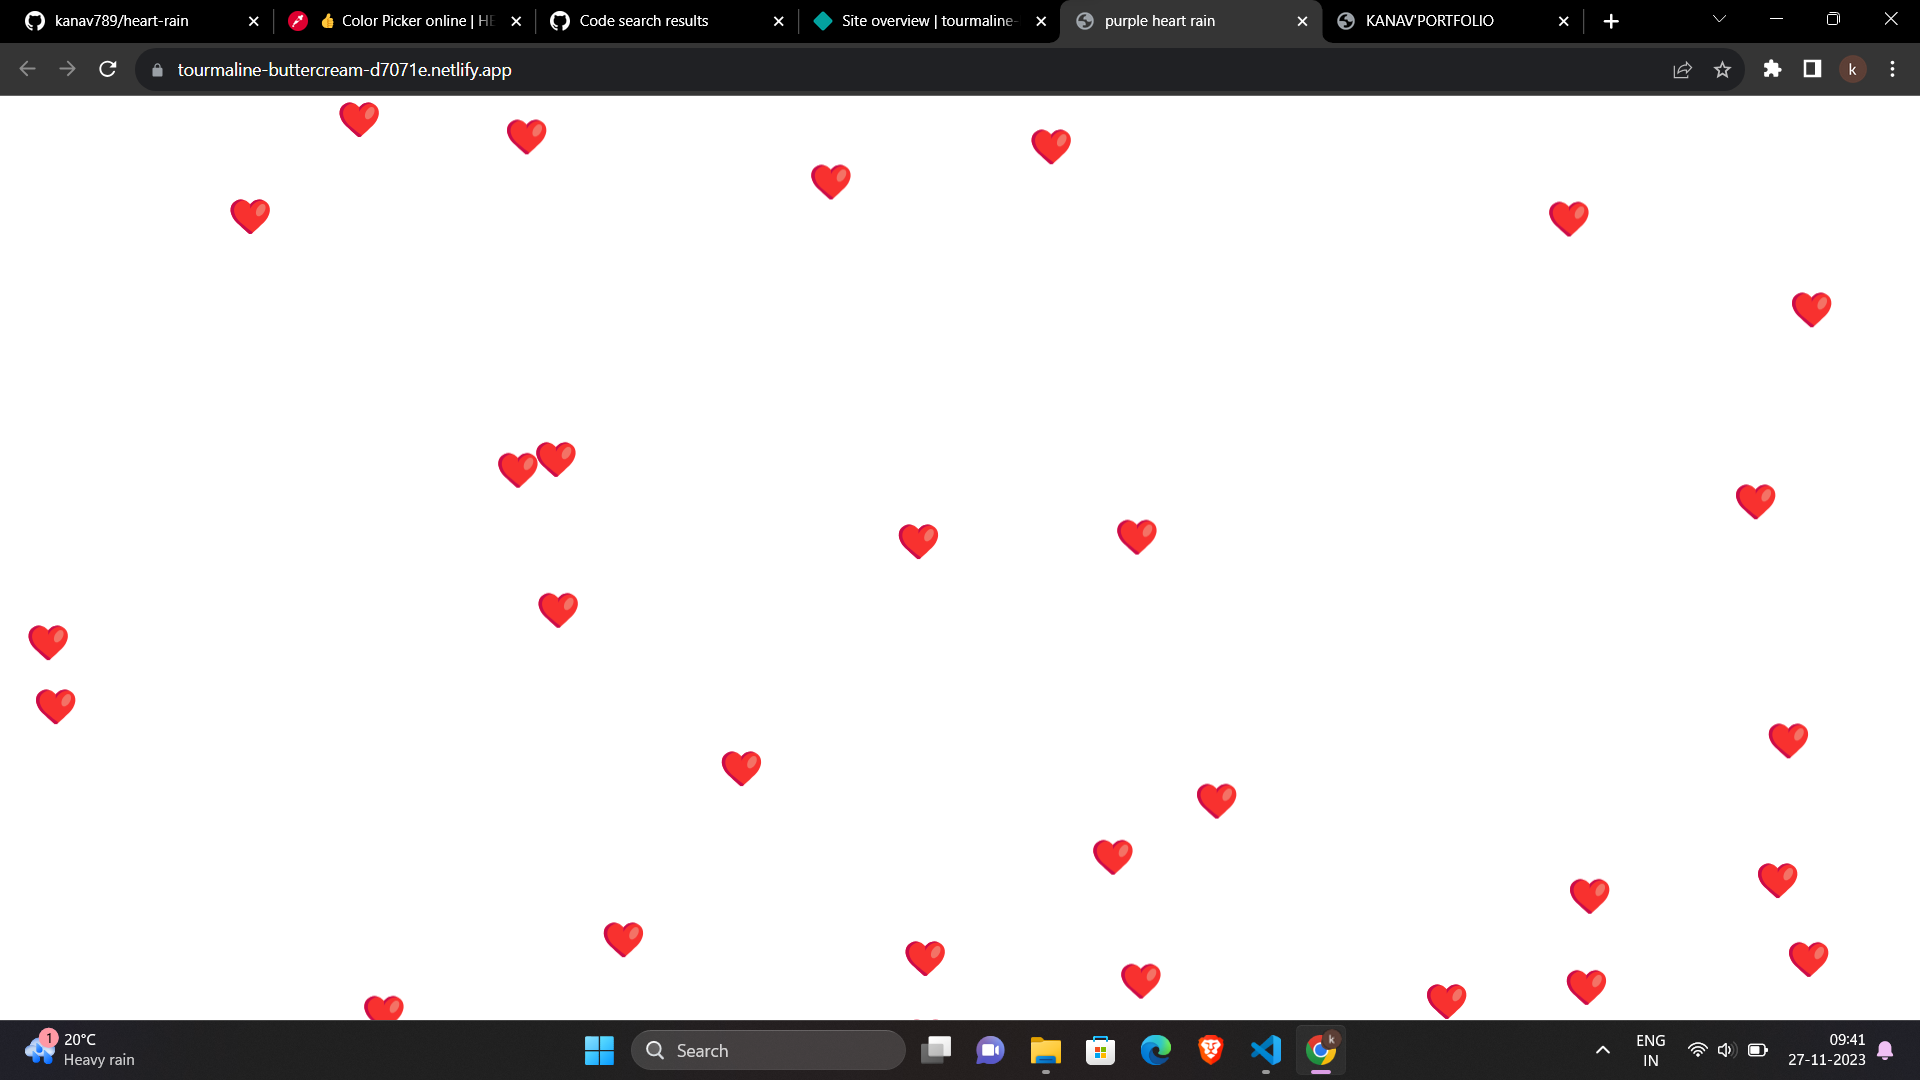 kanav789/heart-rain
👍 Color Picker online | HE
Code search results
Site overview | tourmaline-
purple heart rain
KANAV'PORTFOLIO
tourmaline-buttercream-d7071e.netlify.app
k
1
20°C
Heavy rain
Search
k
ENG
IN
09:41
27-11-2023